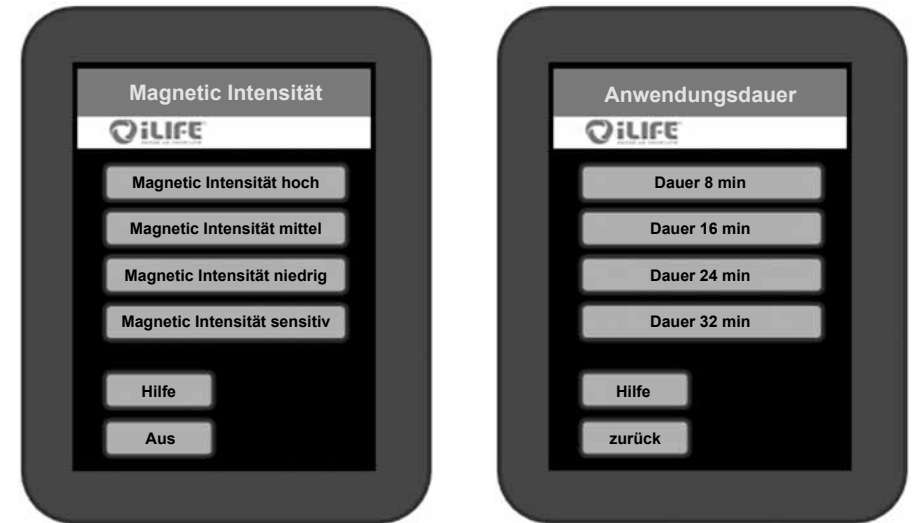 Magnetic Intensität
iLIFE
Magnetic Intensität hoch
Magnetic Intensität mittel
Magnetic Intensität niedrig
Magnetic Intensität sensitiv
Hilfe
Aus
Anwendungsdauer
iLIFE
Dauer 8 min
Dauer 16 min
Dauer 24 min
Dauer 32 min
Hilfe
zurück